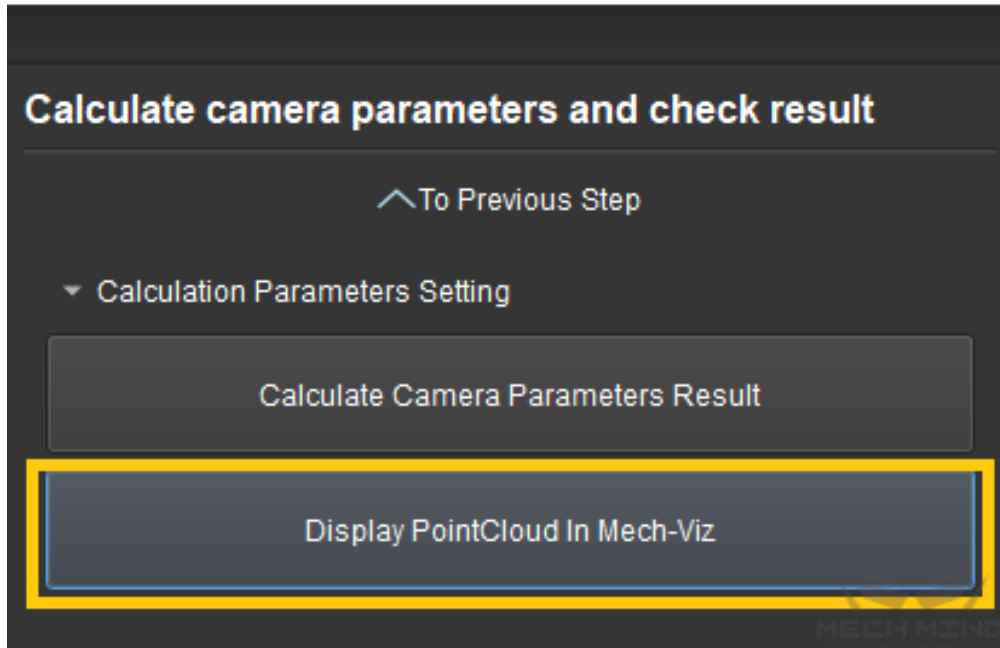 Calculate camera parameters and check result
To Previous Step
Calculation Parameters Setting
Calculate Camera Parameters Result
Display PointCloud In Mech-Viz
MECH MIND